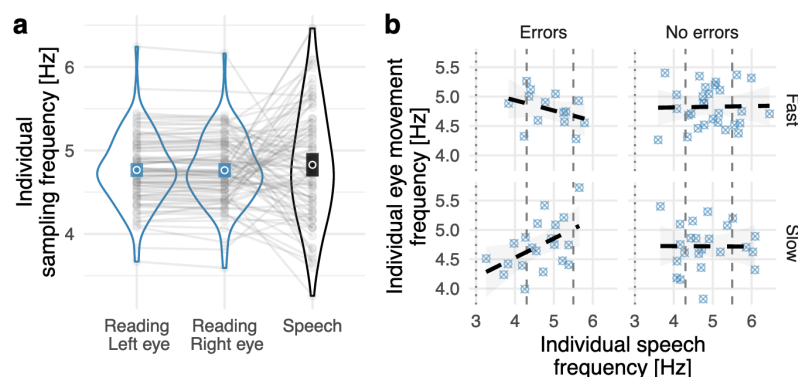 a
Individual
sampling frequency [Hz]
6
5
4
Reading
Left eye
Reading
Right eye
Speech
b
Errors
No errors
Individual eye movement
frequency [Hz]
5.5
5.0
4.5
4.0
Fast
5.5
5.0
4.5
4.0
Slow
3 4 5 6
3 4 5 6
Individual speech
frequency [Hz]